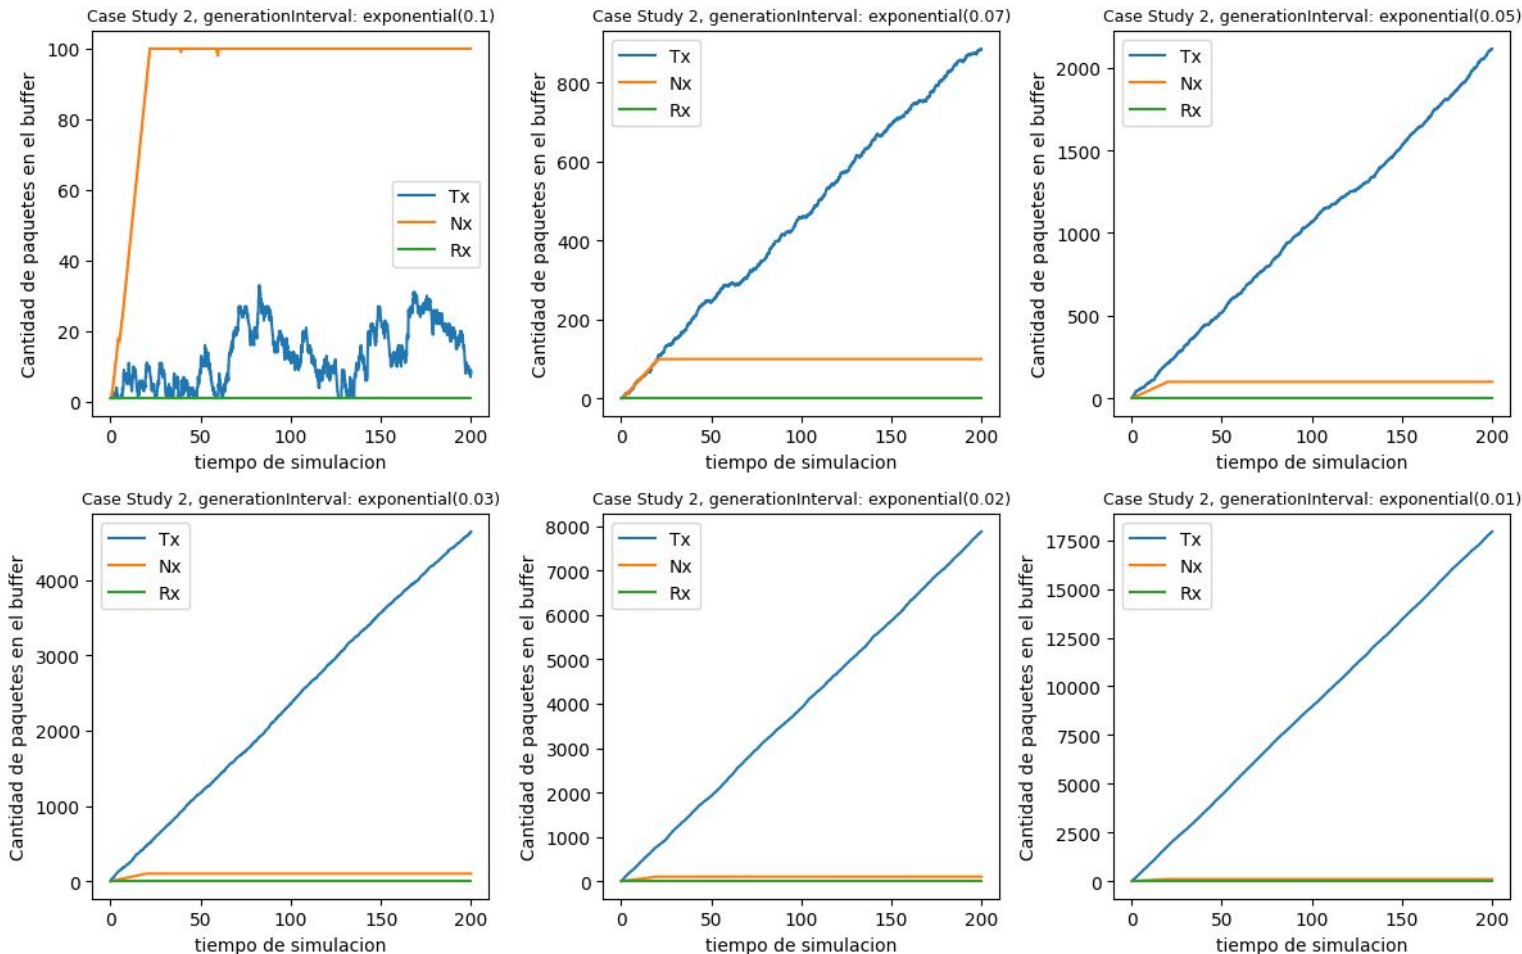 Case Study 2, generationInterval: exponential(0.1)
Cantidad de paquetes en el buffer
100
80
60
40
20
0
Tx
Nx
Rx
0 50 100 150 200
tiempo de simulacion
Case Study 2, generationInterval: exponential(0.07)
Cantidad de paquetes en el buffer
800
600
400
200
0
Tx
Nx
Rx
0 50 100 150 200
tiempo de simulacion
Case Study 2, generationInterval: exponential(0.05)
Cantidad de paquetes en el buffer
2000
1500
1000
500
0
Tx
Nx
Rx
0 50 100 150 200
tiempo de simulacion
Case Study 2, generationInterval: exponential(0.03)
Cantidad de paquetes en el buffer
4000
3000
2000
1000
0
Tx
Nx
Rx
0 50 100 150 200
tiempo de simulacion
Case Study 2, generationInterval: exponential(0.02)
Cantidad de paquetes en el buffer
8000
7000
6000
5000
4000
3000
2000
1000
0
Tx
Nx
Rx
0 50 100 150 200
tiempo de simulacion
Case Study 2, generationInterval: exponential(0.01)
Cantidad de paquetes en el buffer
17500
15000
12500
10000
7500
5000
2500
0
Tx
Nx
Rx
0 50 100 150 200
tiempo de simulacion